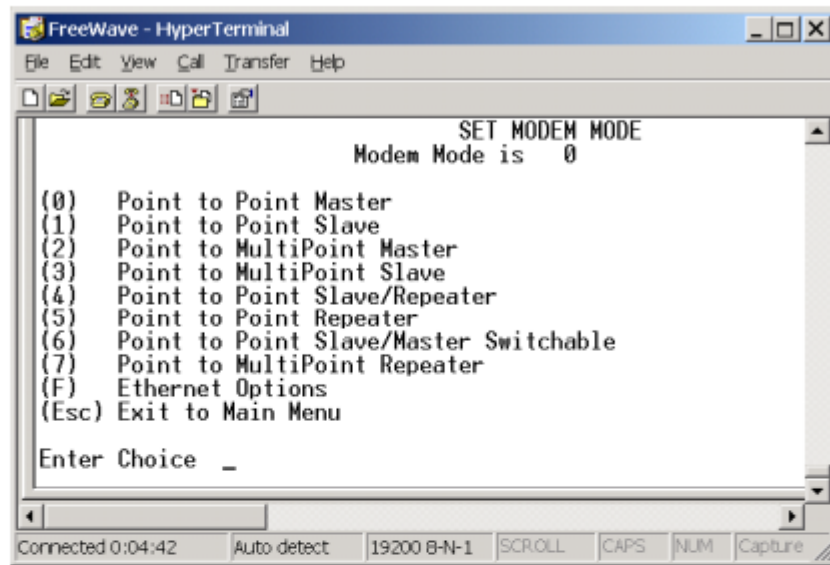 FreeWave - HyperTerminal
File Edit View Call Transfer Help
SET MODEM MODE
Modem Mode is 0
(0) Point to Point Master
(1) Point to Point Slave
(2) Point to MultiPoint Master
(3) Point to MultiPoint Slave
(4) Point to Point Slave/Repeater
(5) Point to Point Repeater
(6) Point to Point Slave/Master Switchable
(7) Point to MultiPoint Repeater
(F) Ethernet Options
(Esc) Exit to Main Menu
Enter Choice _
Connected 0:04:42 Auto detect 19200 8-N-1 SCROLL CAPS NUM Capture